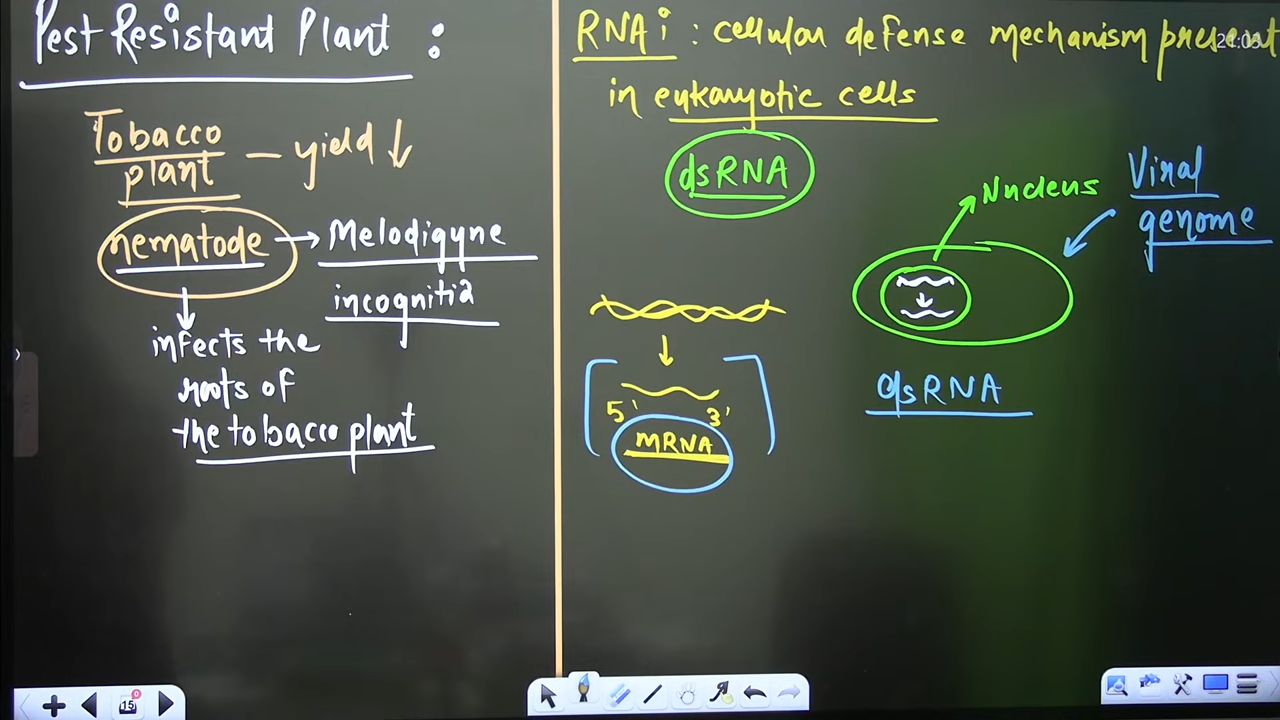 Pest Resistant Plant :
Tobacco
plant
— yield ↓
nematode → Melodigyne
incognitia
infects the
roots of
the tobacco plant
RNAi : cellular defense mechanism present
in eukaryotic cells
dsRNA
Nucleus
Viral
genome
5' 3'
mRNA
dsRNA
15
0